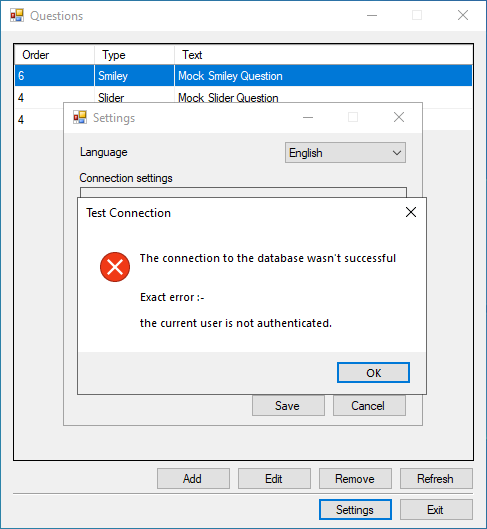 Questions
Order Type Text
6 Smiley Mock Smiley Question
4 Slider Mock Slider Question
4
Settings
Language English
Connection settings
Test Connection
The connection to the database wasn't successful
Exact error :-
the current user is not authenticated.
OK
Save Cancel
Add Edit Remove Refresh
Settings Exit